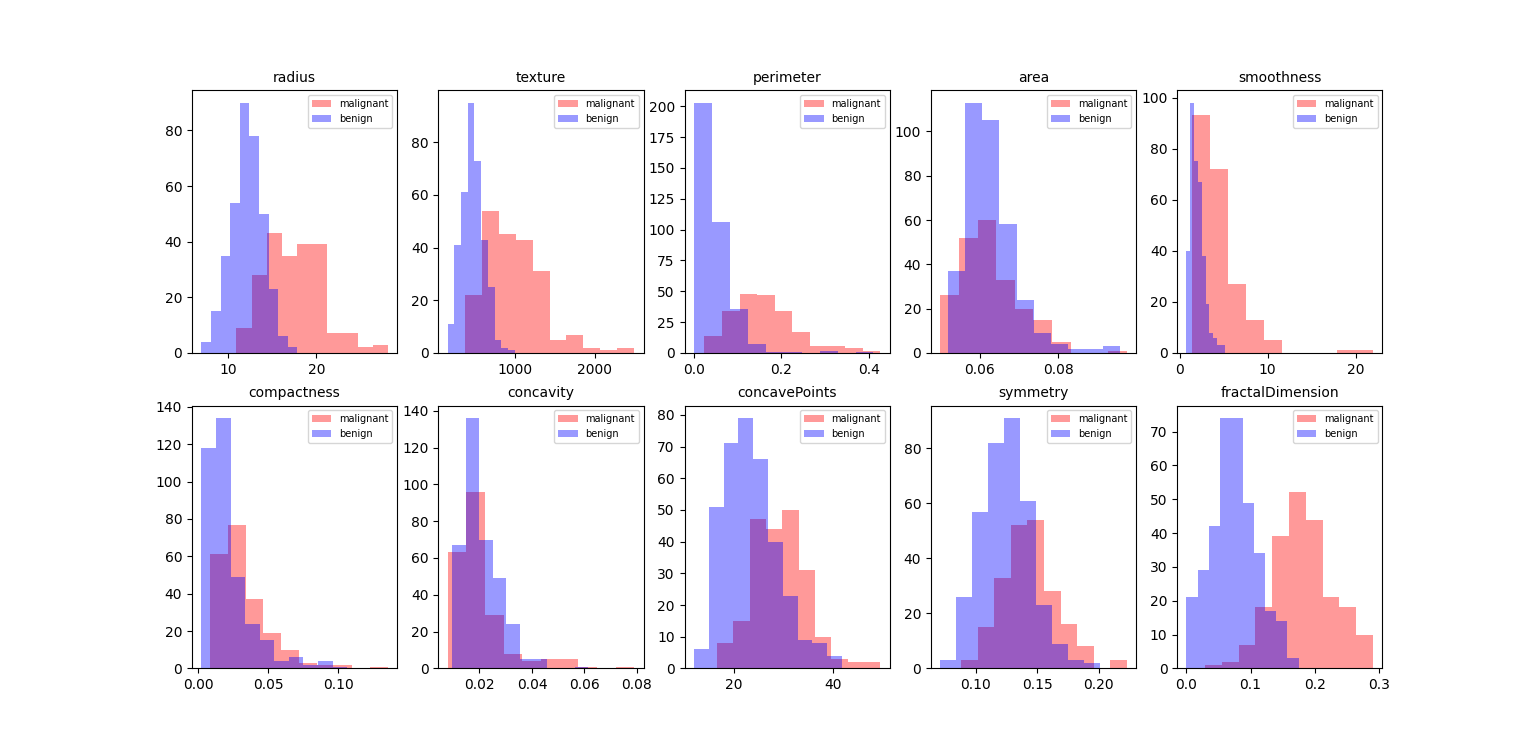 radius
malignant
benign
80
60
40
20
0
10 20
texture
malignant
benign
80
60
40
20
0
1000 2000
perimeter
malignant
benign
200
175
150
125
100
75
50
25
0
0.0 0.2 0.4
area
malignant
benign
100
80
60
40
20
0
0.06 0.08
smoothness
malignant
benign
100
80
60
40
20
0
0 10 20
compactness
malignant
benign
140
120
100
80
60
40
20
0
0.00 0.05 0.10
concavity
malignant
benign
140
120
100
80
60
40
20
0
0.02 0.04 0.06 0.08
concavePoints
malignant
benign
80
70
60
50
40
30
20
10
0
20 40
symmetry
malignant
benign
80
60
40
20
0
0.10 0.15 0.20
fractalDimension
malignant
benign
70
60
50
40
30
20
10
0
0.0 0.1 0.2 0.3